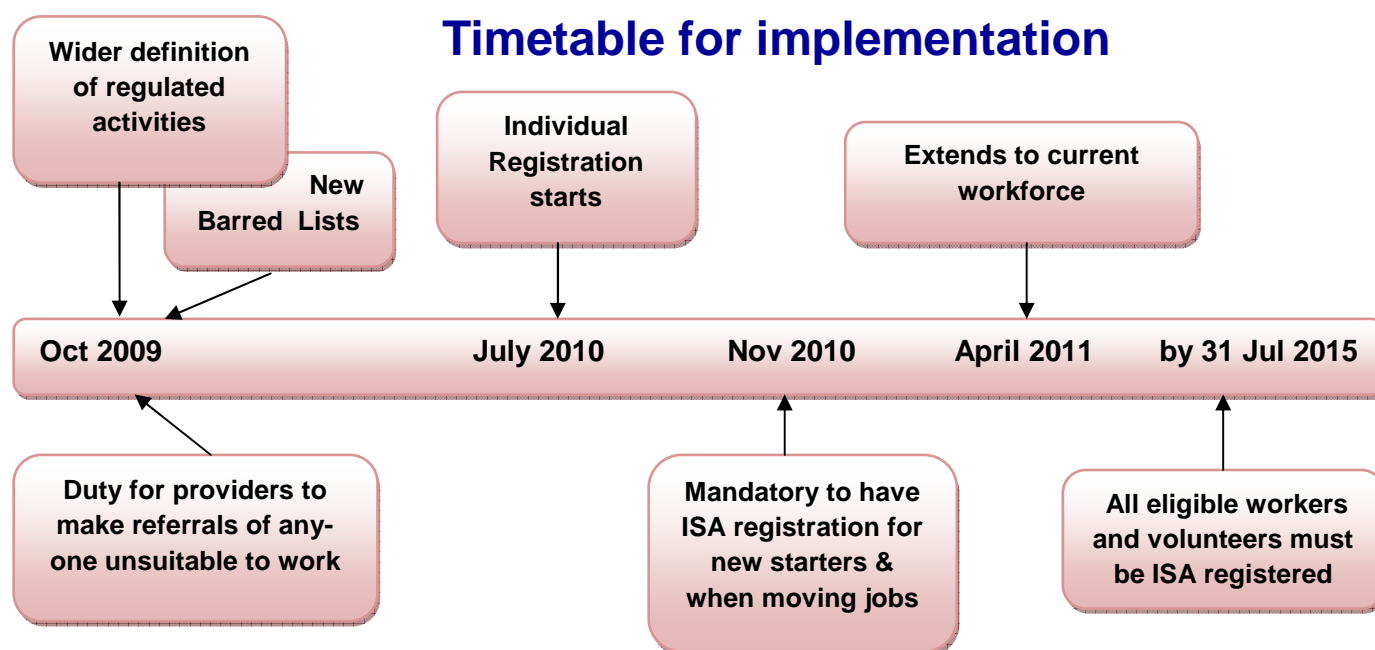 Timetable for implementation
Wider definition
of regulated
activities
New
Barred Lists
Individual
Registration
starts
Extends to current
workforce
Oct 2009
July 2010
Nov 2010
April 2011
by 31 Jul 2015
Duty for providers to
make referrals of any-
one unsuitable to work
Mandatory to have
ISA registration for
new starters &
when moving jobs
All eligible workers
and volunteers must
be ISA registered